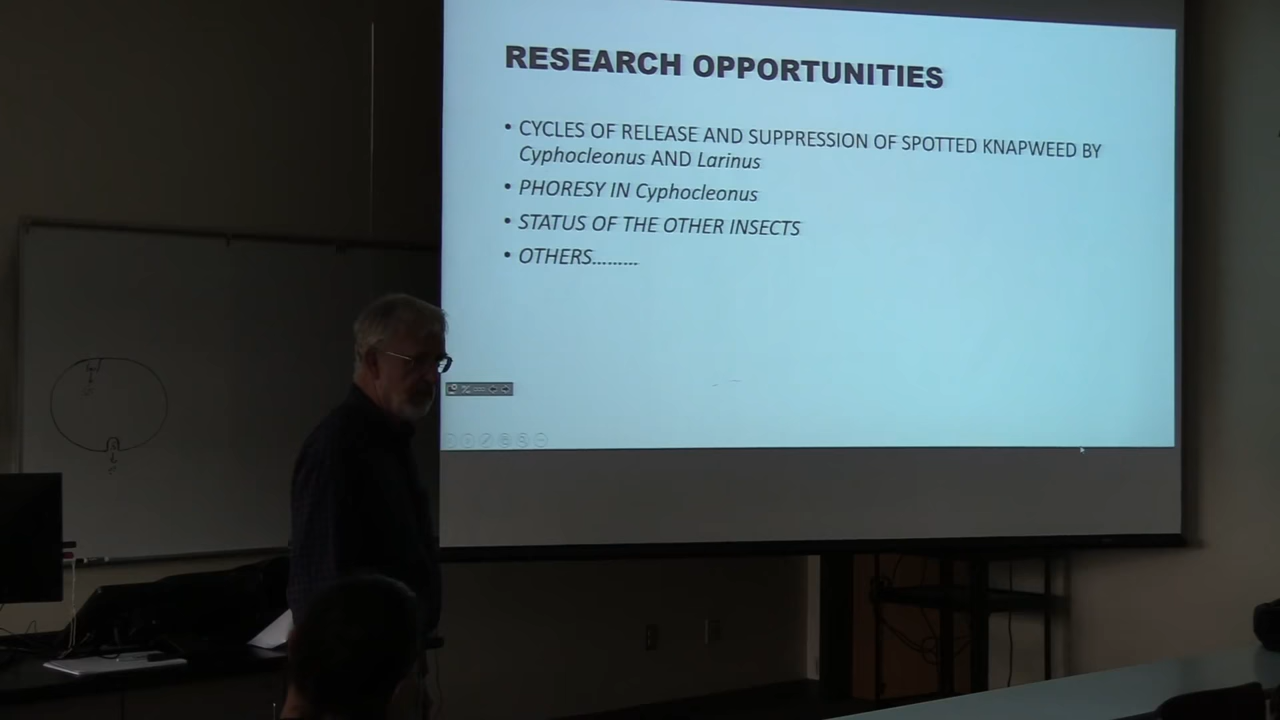 RESEARCH OPPORTUNITIES
• CYCLES OF RELEASE AND SUPPRESSION OF SPOTTED KNAPWEED BY
Cyphocleonus AND Larinus
• PHORESY IN Cyphocleonus
• STATUS OF THE OTHER INSECTS
• OTHERS.........